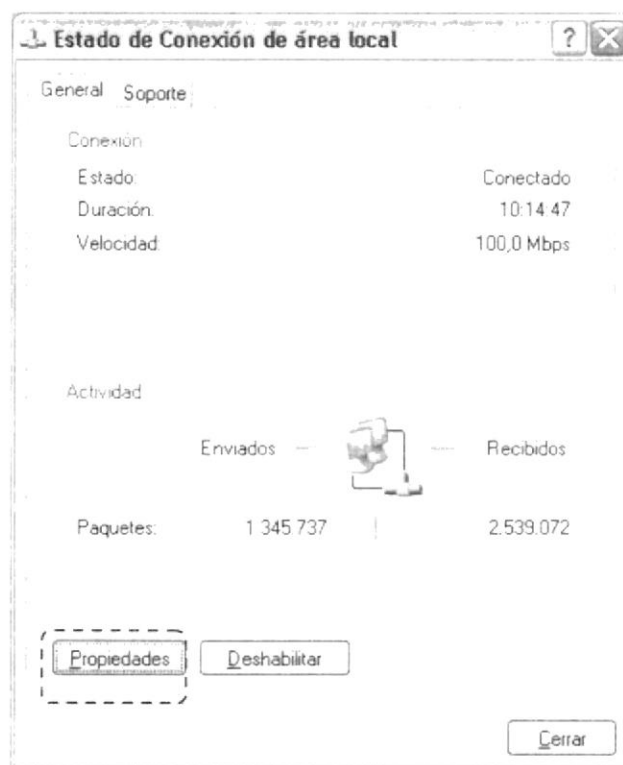 Estado de Conexión de área local
General Soporte
Conexión
Estado: Conectado
Duración: 10:14:47
Velocidad: 100,0 Mbps
Actividad
Enviados — — Recibidos
Paquetes: 1.345.737 2.539.072
Propiedades Deshabilitar
Cerrar